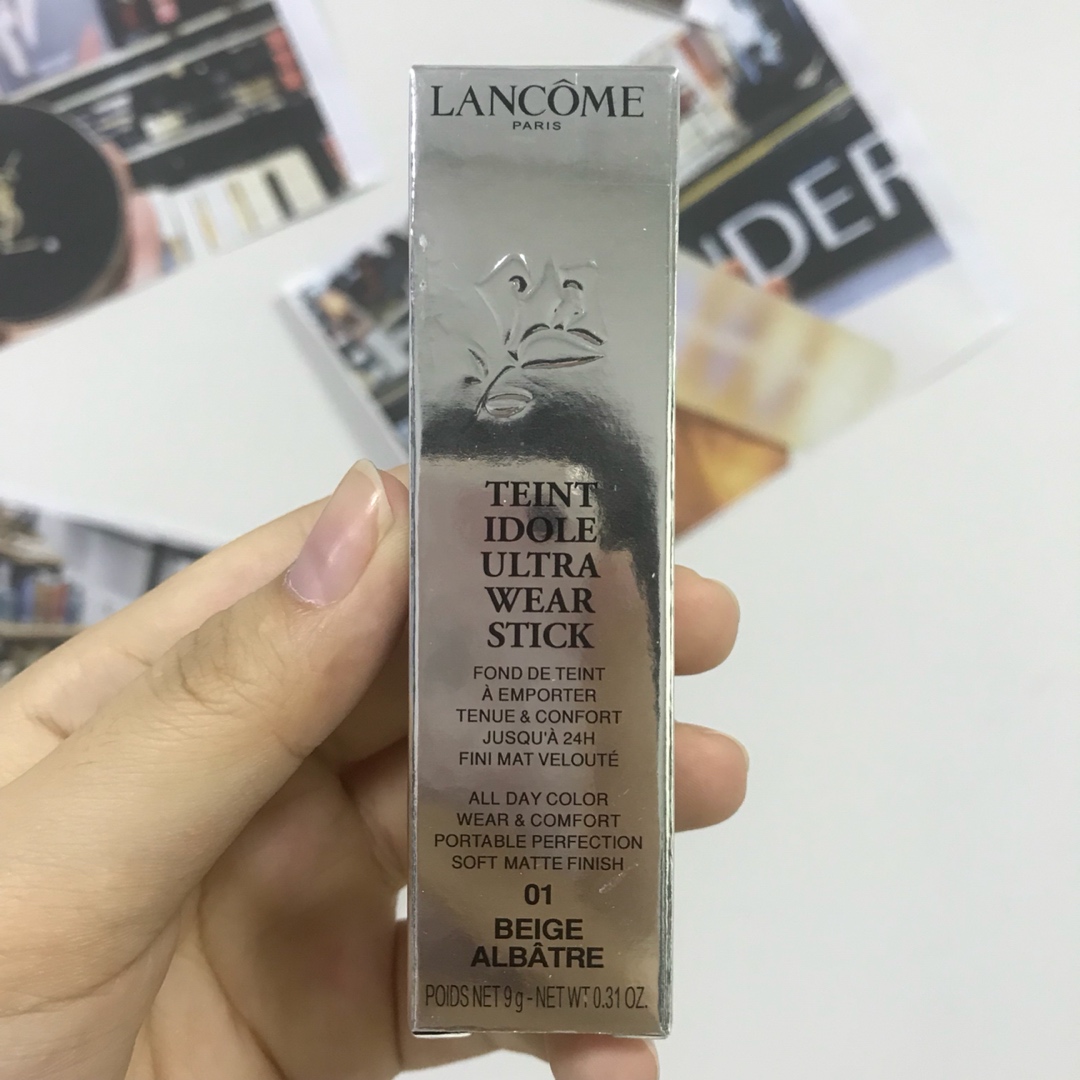 LANCÔME
PARIS
TEINT
IDOLE
ULTRA
WEAR
STICK
FOND DE TEINT
À EMPORTER
TENUE & CONFORT
JUSQU'À 24H
FINI MAT VELOUTÉ
ALL DAY COLOR
WEAR & COMFORT
PORTABLE PERFECTION
SOFT MATTE FINISH
01
BEIGE
ALBÂTRE
POIDS NET 9 g - NET WT 0.31 OZ.
YSL